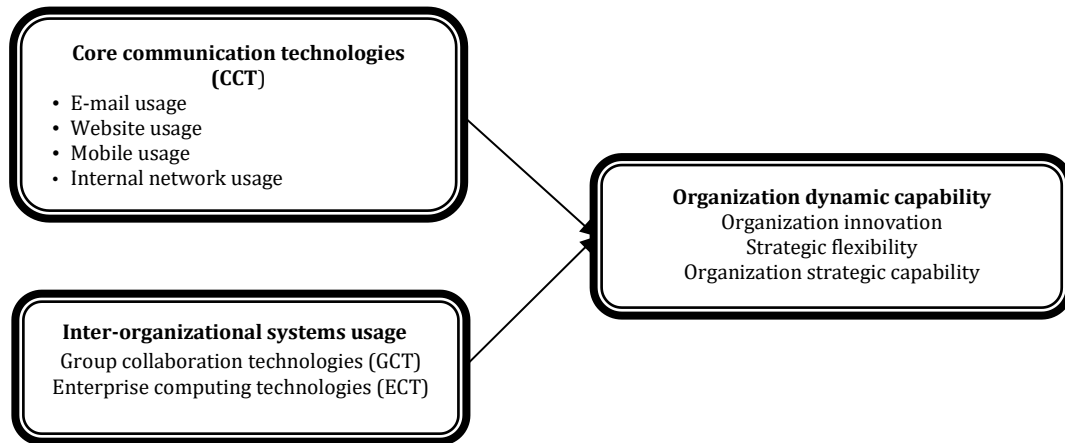 Core communication technologies
(CCT)
• E-mail usage
• Website usage
• Mobile usage
• Internal network usage
Organization dynamic capability
Organization innovation
Strategic flexibility
Organization strategic capability
Inter-organizational systems usage
Group collaboration technologies (GCT)
Enterprise computing technologies (ECT)